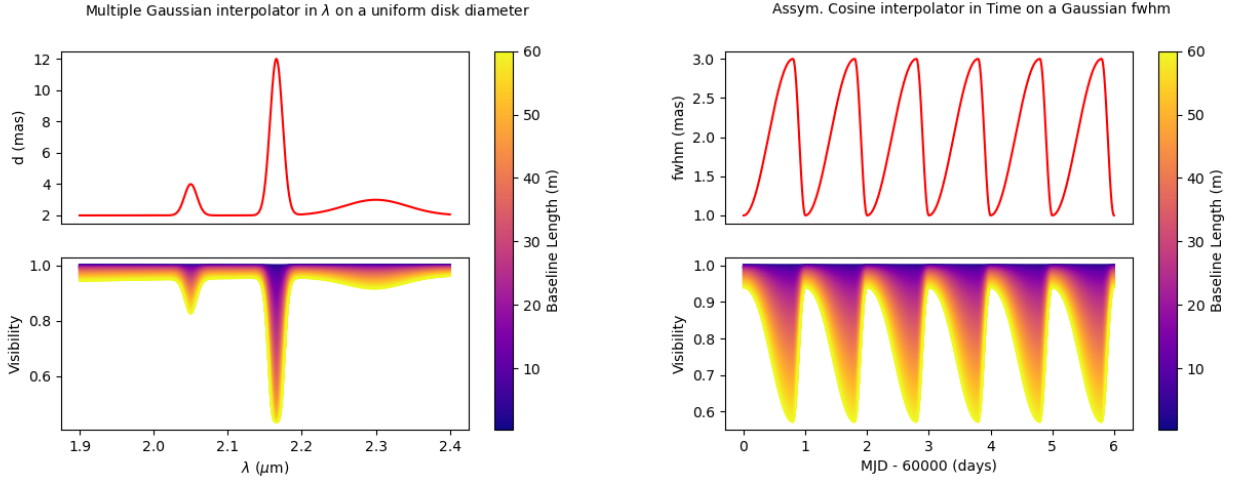 Multiple Gaussian interpolator in λ on a uniform disk diameter
12
10
8
6
4
2
d (mas)
1.0
0.8
0.6
Visibility
1.9 2.0 2.1 2.2 2.3 2.4
λ (μm)
60
50
40
30
20
10
Baseline Length (m)
Assym. Cosine interpolator in Time on a Gaussian fwhm
3.0
2.5
2.0
1.5
1.0
fwhm (mas)
1.0
0.9
0.8
0.7
0.6
Visibility
0 1 2 3 4 5 6
MJD - 60000 (days)
60
50
40
30
20
10
Baseline Length (m)